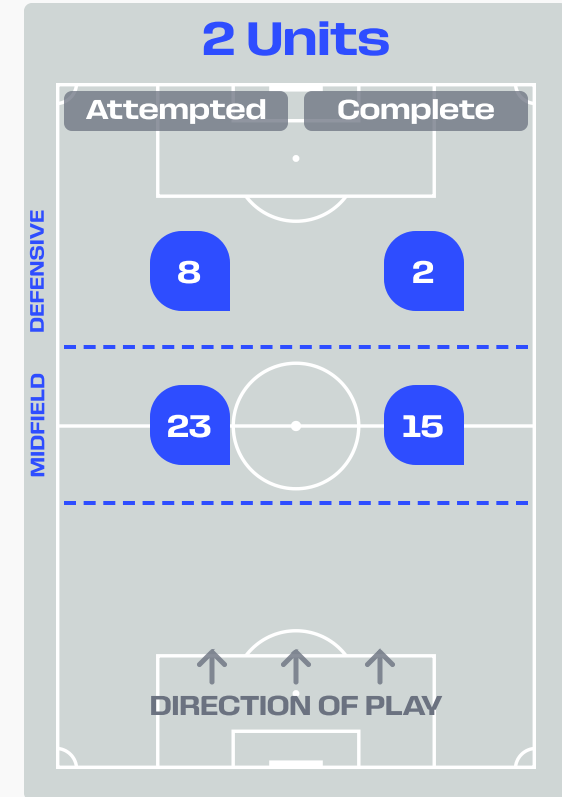 2 Units
Attempted Complete
DEFENSIVE
8 2
MIDFIELD
23 15
DIRECTION OF PLAY